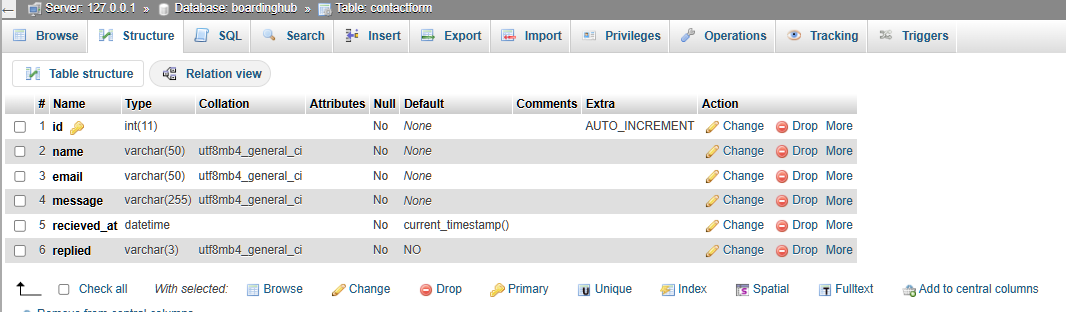 ← Server: 127.0.0.1 » Database: boardinghub » Table: contactform
Browse Structure SQL Search Insert Export Import Privileges Operations Tracking Triggers
Table structure Relation view
# Name Type Collation Attributes Null Default Comments Extra Action
1 id int(11) No None AUTO_INCREMENT Change Drop More
2 name varchar(50) utf8mb4_general_ci No None Change Drop More
3 email varchar(50) utf8mb4_general_ci No None Change Drop More
4 message varchar(255) utf8mb4_general_ci No None Change Drop More
5 recieved_at datetime No current_timestamp() Change Drop More
6 replied varchar(3) utf8mb4_general_ci No NO Change Drop More
Check all With selected: Browse Change Drop Primary Unique Index Spatial Fulltext Add to central columns
Remove from central columns